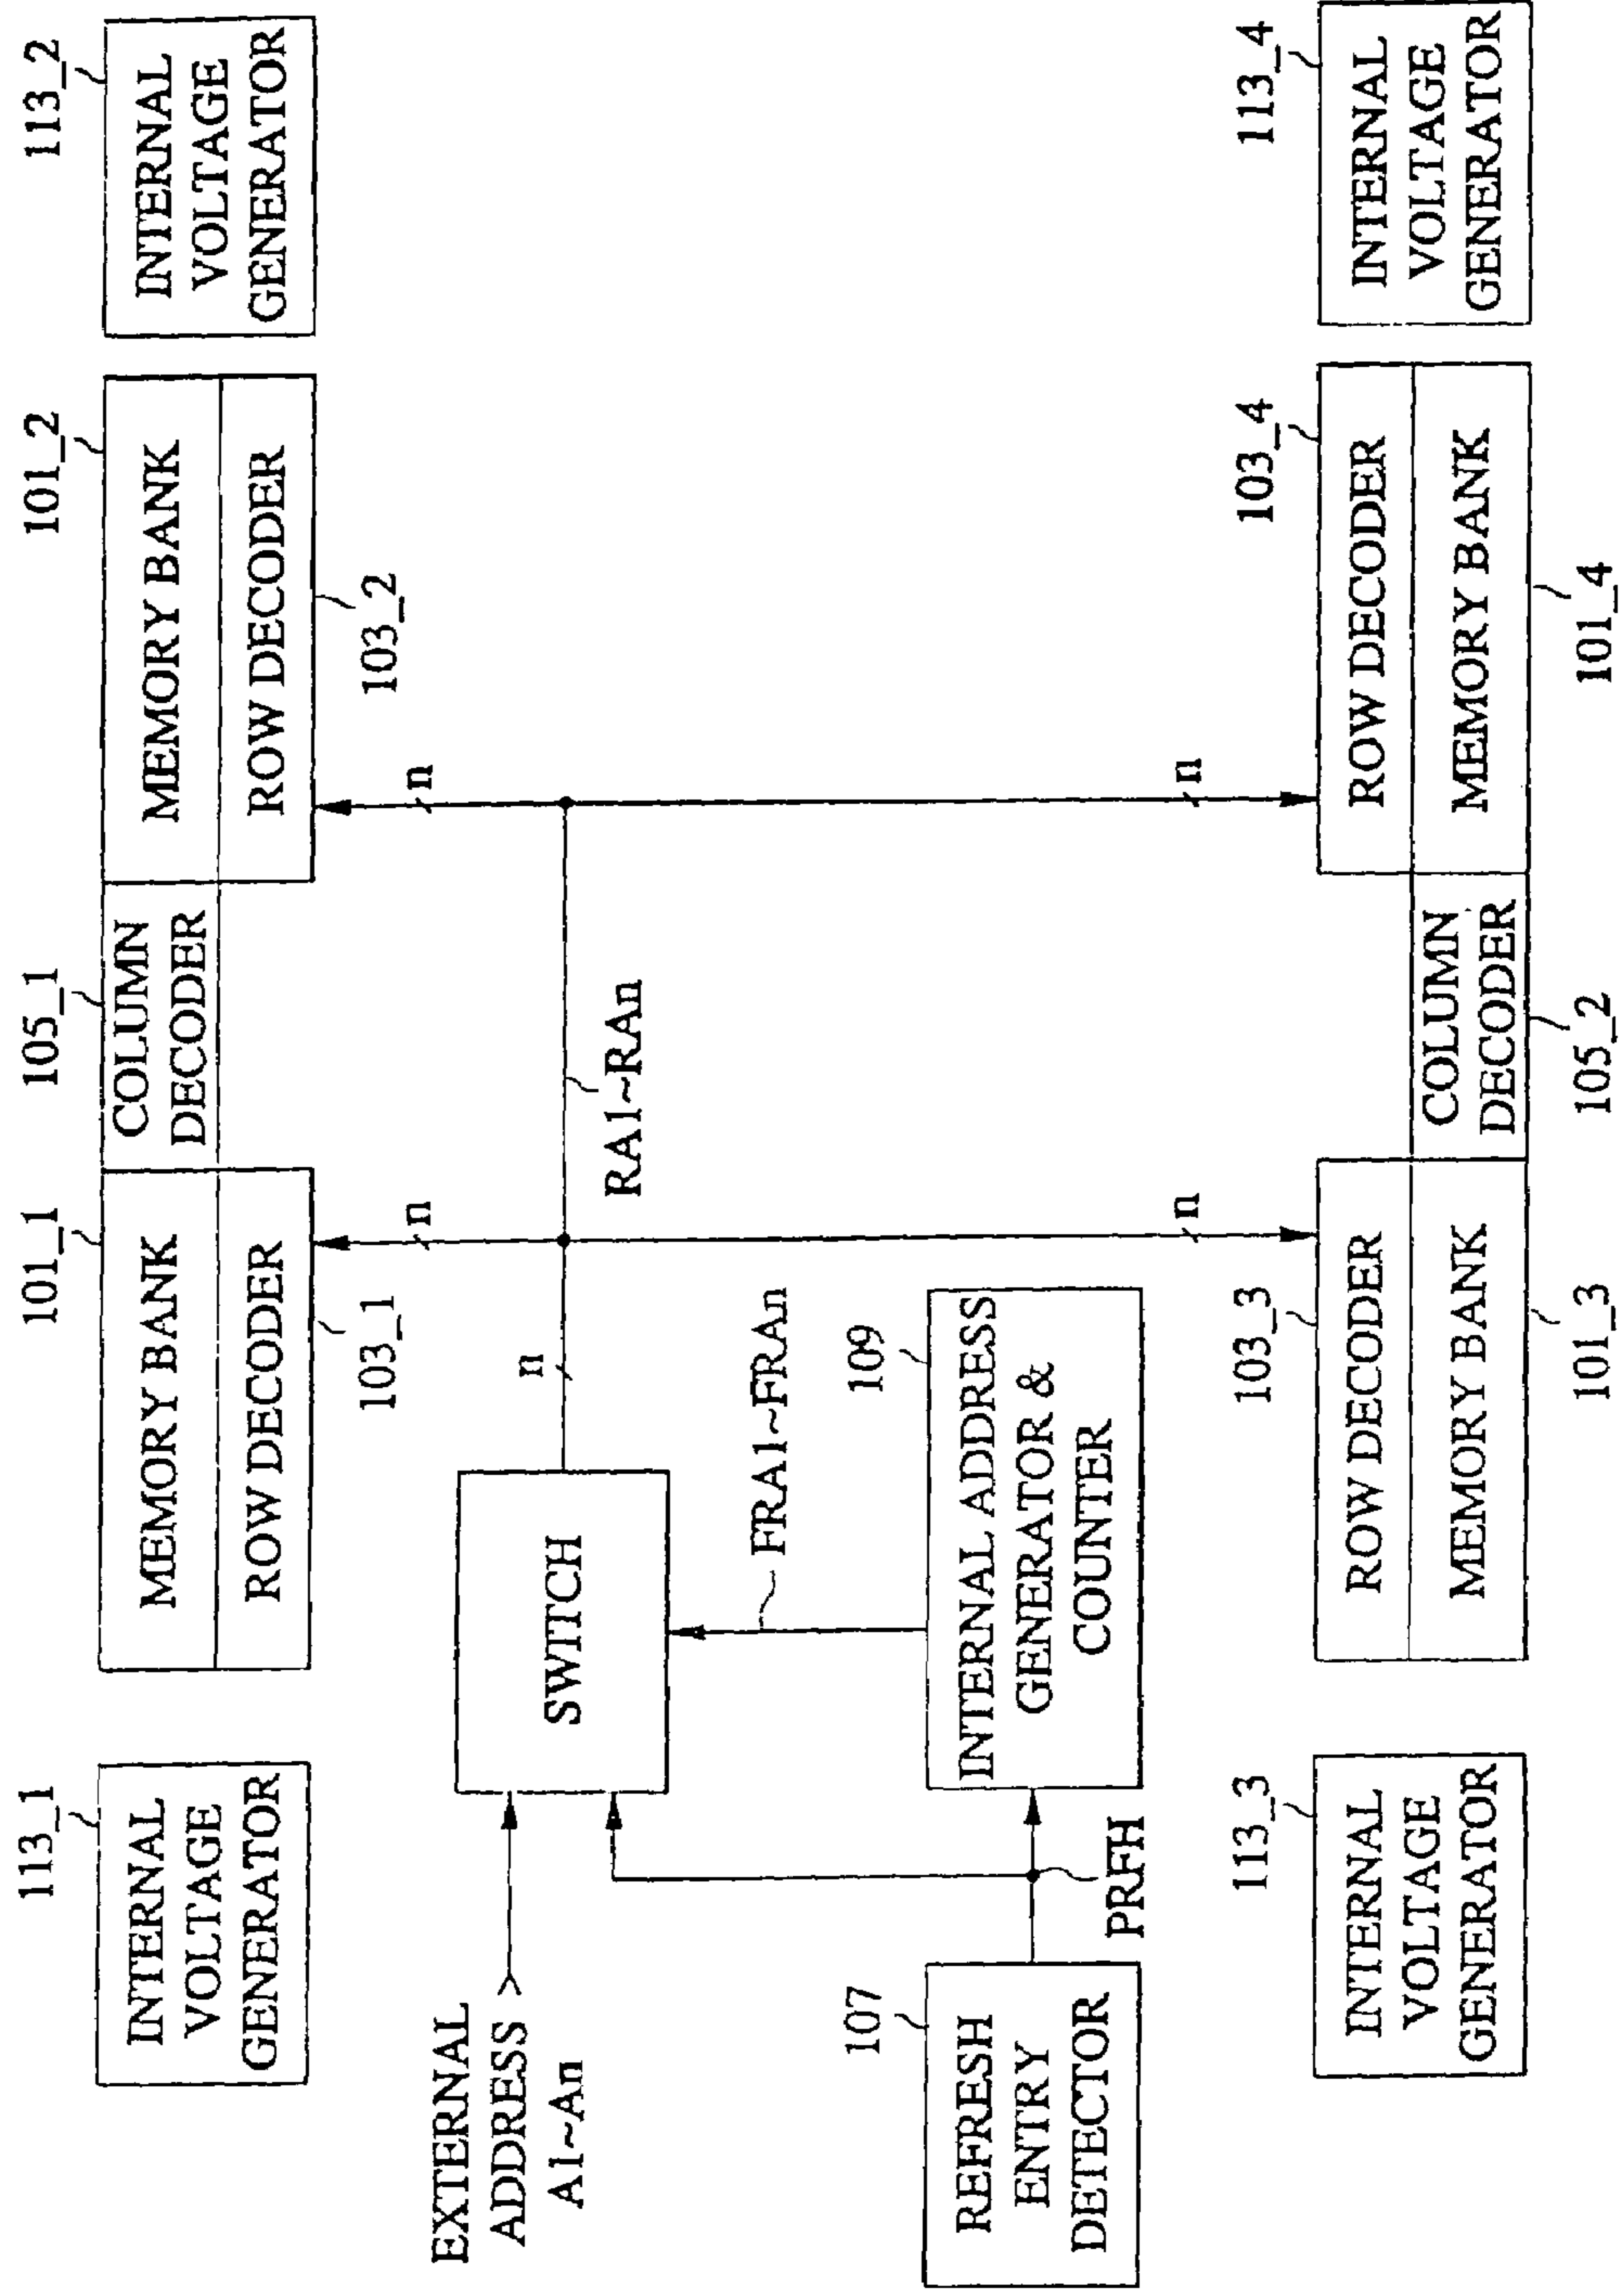 113_1
INTERNAL
VOLTAGE
GENERATOR
101_1
MEMORY BANK
ROW DECODER
103_1
105_1
COLUMN
DECODER
101_2
MEMORY BANK
ROW DECODER
103_2
113_2
INTERNAL
VOLTAGE
GENERATOR
EXTERNAL
ADDRESS
A1~An
SWITCH
n
n
n
RA1~RAn
FRA1~FRAn
107
REFRESH
ENTRY
DETECTOR
PRFH
109
INTERNAL ADDRESS
GENERATOR &
COUNTER
n
n
113_3
INTERNAL
VOLTAGE
GENERATOR
103_3
ROW DECODER
MEMORY BANK
101_3
COLUMN
DECODER
105_2
103_4
ROW DECODER
MEMORY BANK
101_4
113_4
INTERNAL
VOLTAGE
GENERATOR